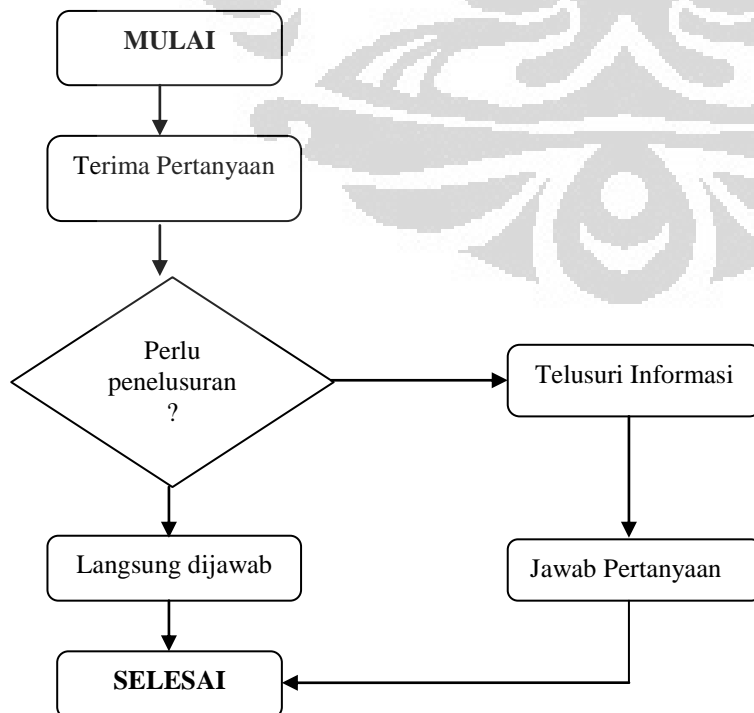 MULAI
Terima Pertanyaan
Perlu
penelusuran
?
Telusuri Informasi
Langsung dijawab
Jawab Pertanyaan
SELESAI